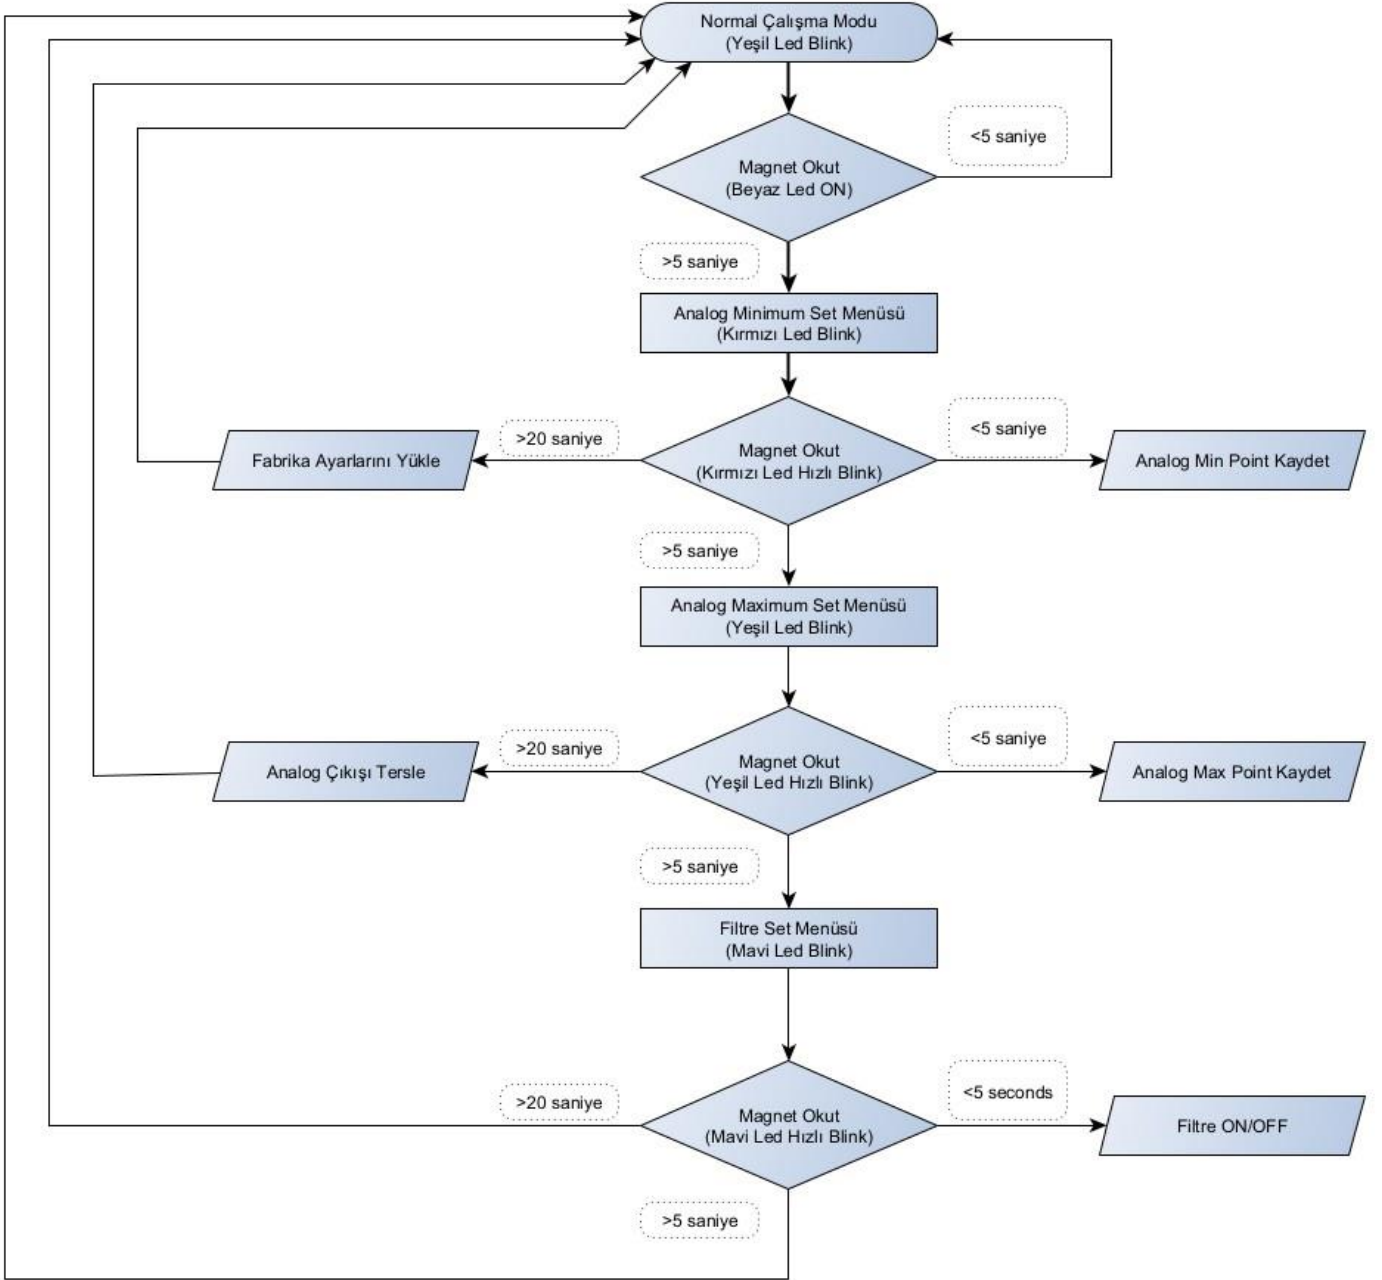 Normal Çalışma Modu
(Yeşil Led Blink)
<5 saniye
Magnet Okut
(Beyaz Led ON)
>5 saniye
Analog Minimum Set Menüsü
(Kırmızı Led Blink)
>20 saniye
<5 saniye
Fabrika Ayarlarını Yükle
Magnet Okut
(Kırmızı Led Hızlı Blink)
Analog Min Point Kaydet
>5 saniye
Analog Maximum Set Menüsü
(Yeşil Led Blink)
>20 saniye
<5 saniye
Analog Çıkışı Tersle
Magnet Okut
(Yeşil Led Hızlı Blink)
Analog Max Point Kaydet
>5 saniye
Filtre Set Menüsü
(Mavi Led Blink)
>20 saniye
<5 seconds
Magnet Okut
(Mavi Led Hızlı Blink)
Filtre ON/OFF
>5 saniye